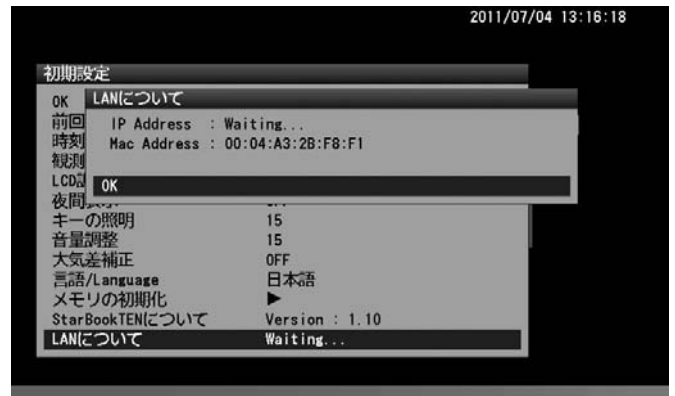 2011/07/04 13:16:18
初期設定
LANについて
OK
前回
IP Address : Waiting...
時刻
Mac Address : 00:04:A3:2B:F8:F1
観測
LCD
OK
夜間
キーの照明 15
音量調整 15
大気差補正 OFF
言語/Language 日本語
メモリの初期化 ▶
StarBookTENについて Version : 1.10
LANについて Waiting...